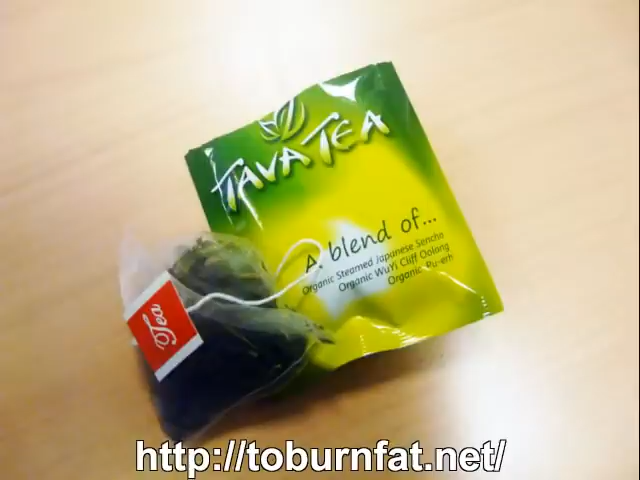 TAVA TEA
A blend of...
Organic Steamed Japanese Sencha
Organic WuYi Cliff Oolong
Organic Pu-erh
Tea
http://toburnfat.net/